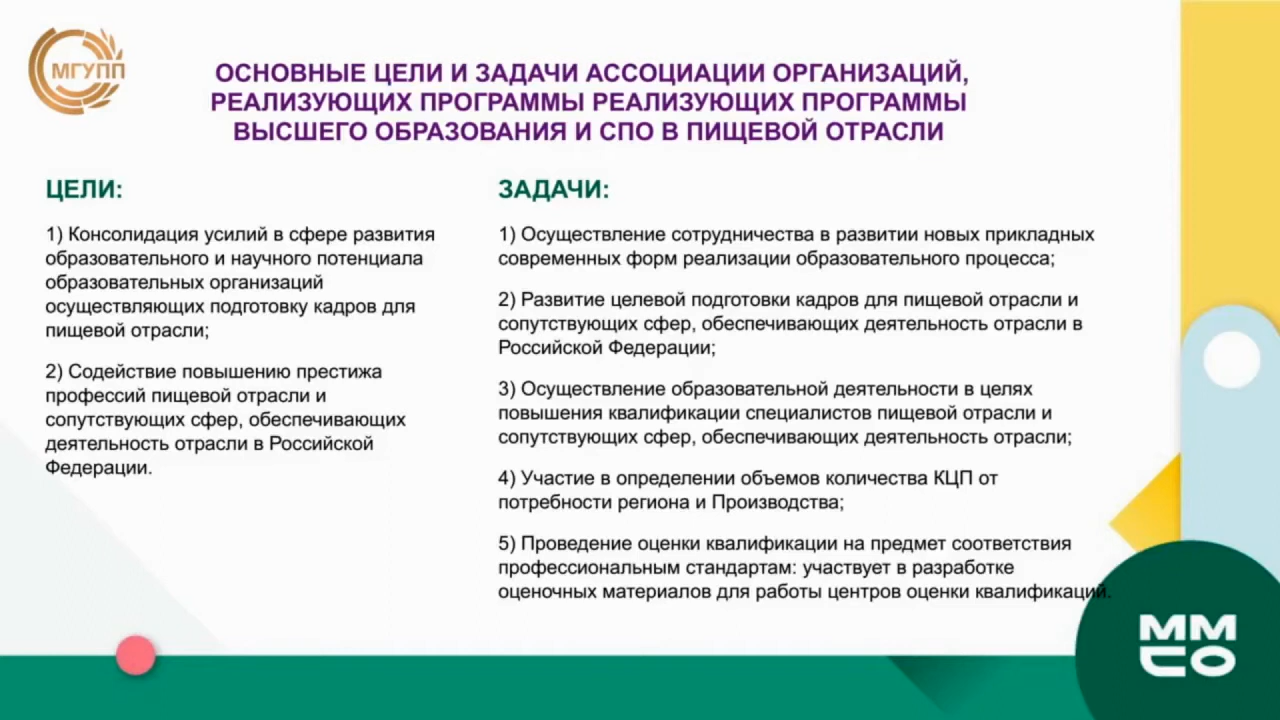 МГУПП
ОСНОВНЫЕ ЦЕЛИ И ЗАДАЧИ АССОЦИАЦИИ ОРГАНИЗАЦИЙ,
РЕАЛИЗУЮЩИХ ПРОГРАММЫ РЕАЛИЗУЮЩИХ ПРОГРАММЫ
ВЫСШЕГО ОБРАЗОВАНИЯ И СПО В ПИЩЕВОЙ ОТРАСЛИ
ЦЕЛИ:
1) Консолидация усилий в сфере развития
образовательного и научного потенциала
образовательных организаций
осуществляющих подготовку кадров для
пищевой отрасли;
2) Содействие повышению престижа
профессий пищевой отрасли и
сопутствующих сфер, обеспечивающих
деятельность отрасли в Российской
Федерации.
ЗАДАЧИ:
1) Осуществление сотрудничества в развитии новых прикладных
современных форм реализации образовательного процесса;
2) Развитие целевой подготовки кадров для пищевой отрасли и
сопутствующих сфер, обеспечивающих деятельность отрасли в
Российской Федерации;
3) Осуществление образовательной деятельности в целях
повышения квалификации специалистов пищевой отрасли и
сопутствующих сфер, обеспечивающих деятельность отрасли;
4) Участие в определении объемов количества КЦП от
потребности региона и Производства;
5) Проведение оценки квалификации на предмет соответствия
профессиональным стандартам: участвует в разработке
оценочных материалов для работы центров оценки квалификаций.
ММ
СО